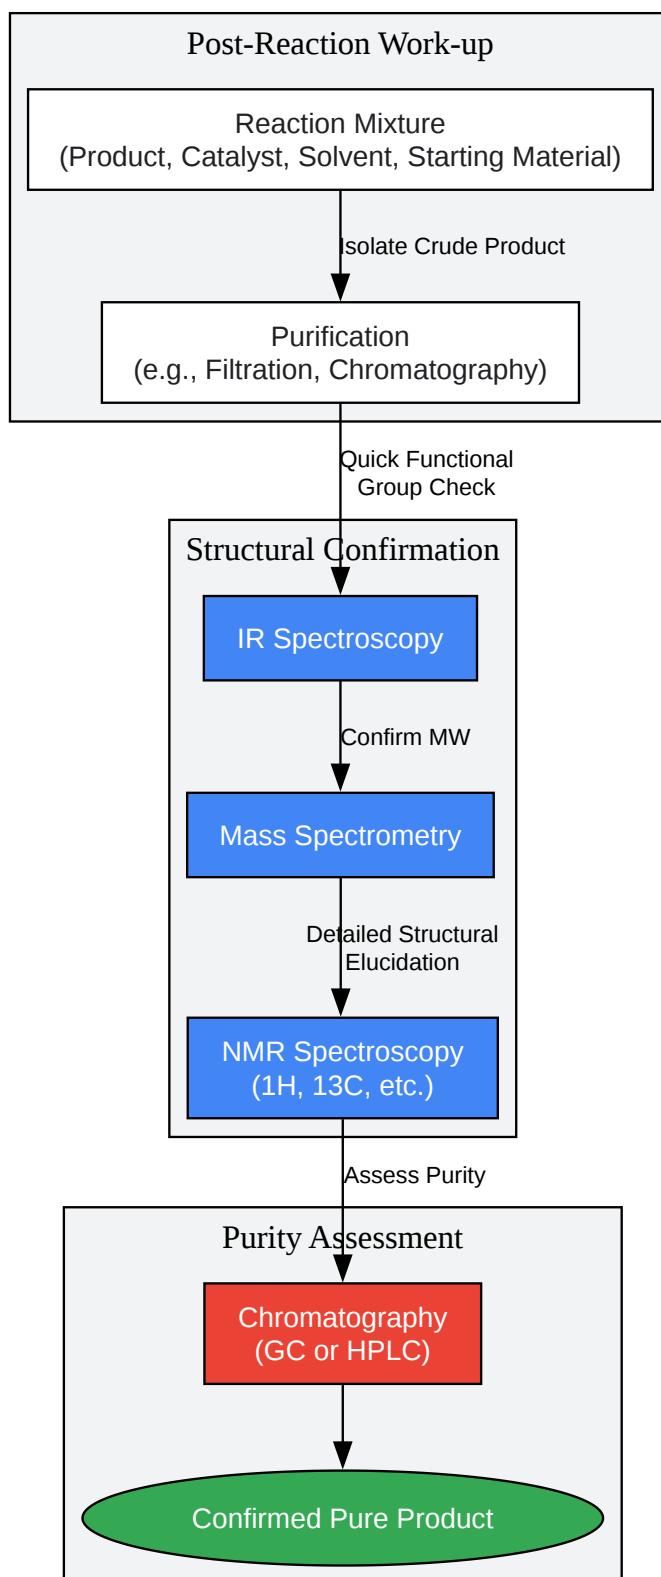 Post-Reaction Work-up
Reaction Mixture
(Product, Catalyst, Solvent, Starting Material)
Isolate Crude Product
Purification
(e.g., Filtration, Chromatography)
Quick Functional
Group Check
Structural Confirmation
IR Spectroscopy
Confirm MW
Mass Spectrometry
Detailed Structural
Elucidation
NMR Spectroscopy
(1H, 13C, etc.)
Assess Purity
Purity Assessment
Chromatography
(GC or HPLC)
Confirmed Pure Product